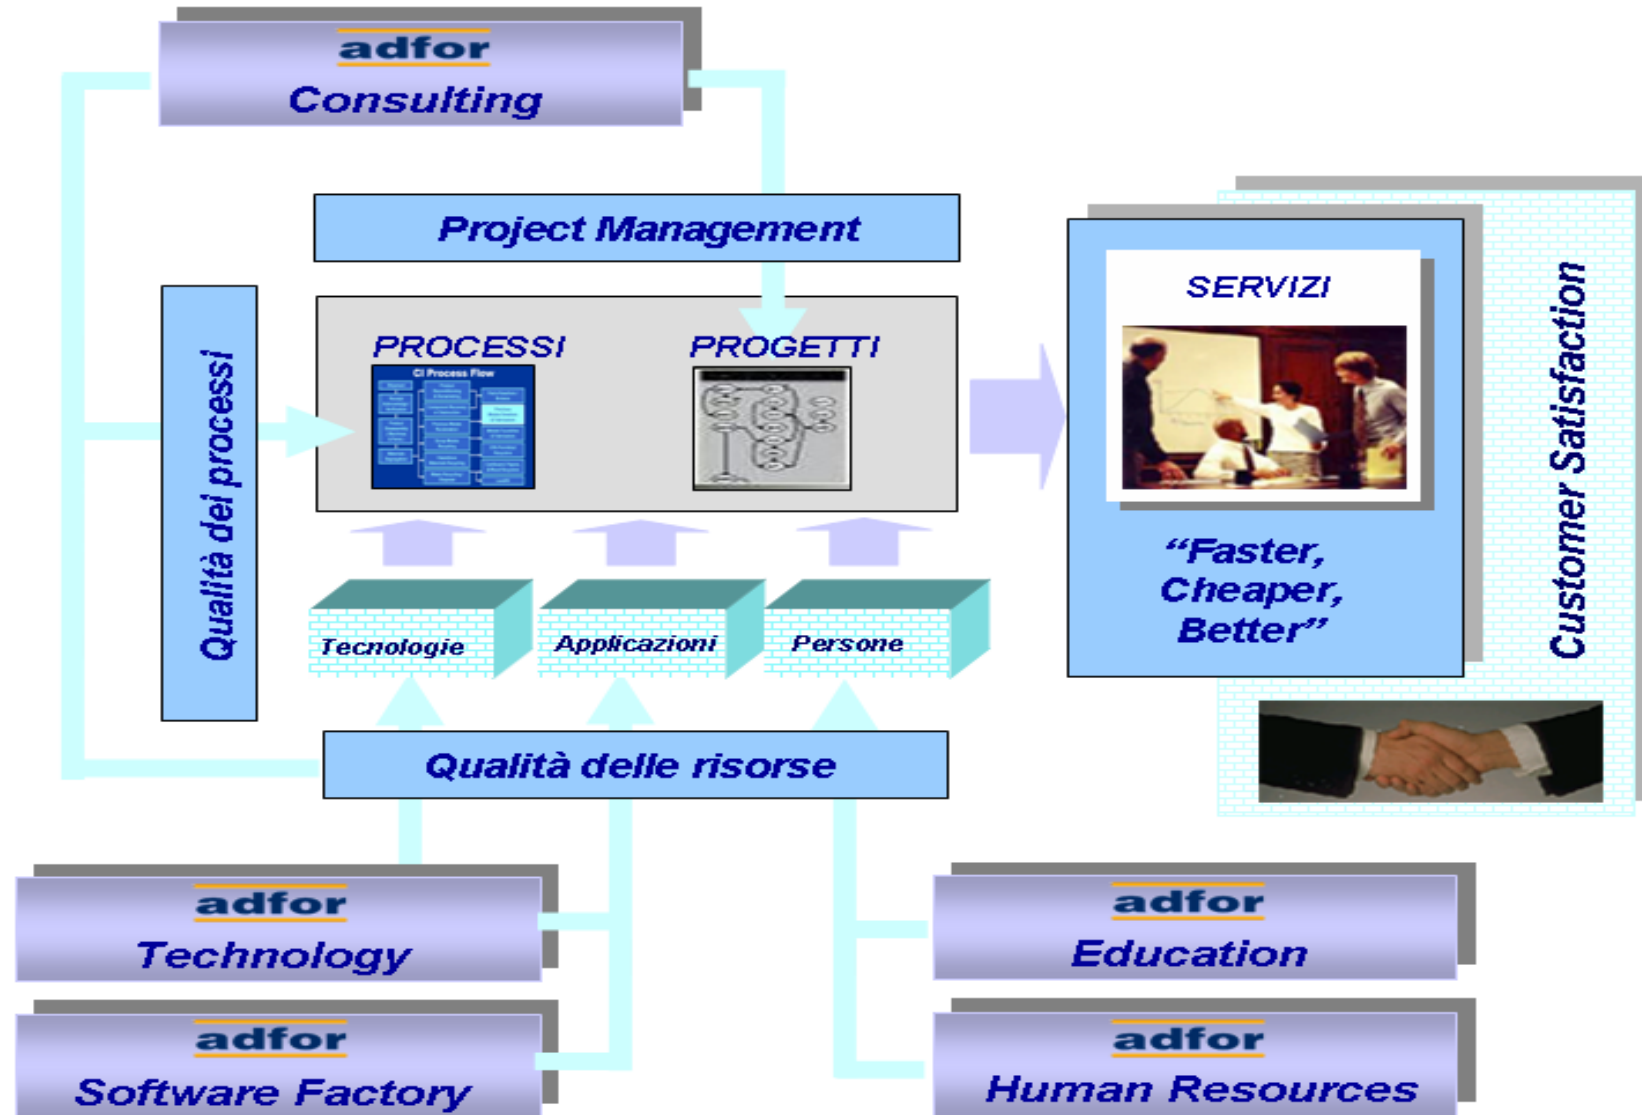 adfor
Consulting
Project Management
Qualità dei processi
PROCESSI
PROGETTI
CI Process Flow
SERVIZI
“Faster,
Cheaper,
Better”
Customer Satisfaction
Tecnologie
Applicazioni
Persone
Qualità delle risorse
adfor
Technology
adfor
Education
adfor
Software Factory
adfor
Human Resources